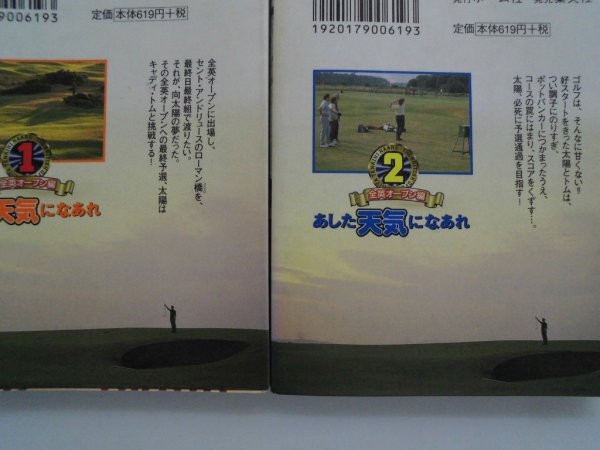 9006193
定価 本体619円+税
全英オープンに出場し、
セント・アンドリュースのローマン橋を、
最終日最終組で渡りたい。
それが、向太陽の夢だった。
その全英オープンへの最終予選、太陽は
キャディ・トムと挑戦する…
1
全英オープン編
天気になあれ
1920179006193
定価 本体619円+税
ゴルフは、そんなに甘くない!!
好スタートをきった太陽とトムは、
つい調子にのりすぎ、
ポットバンカーにつかまったうえ、
コースの罠にはまり、スコアをくずす…。
太陽、必死に予選通過を目指す!
2
全英オープン編
あした天気になあれ